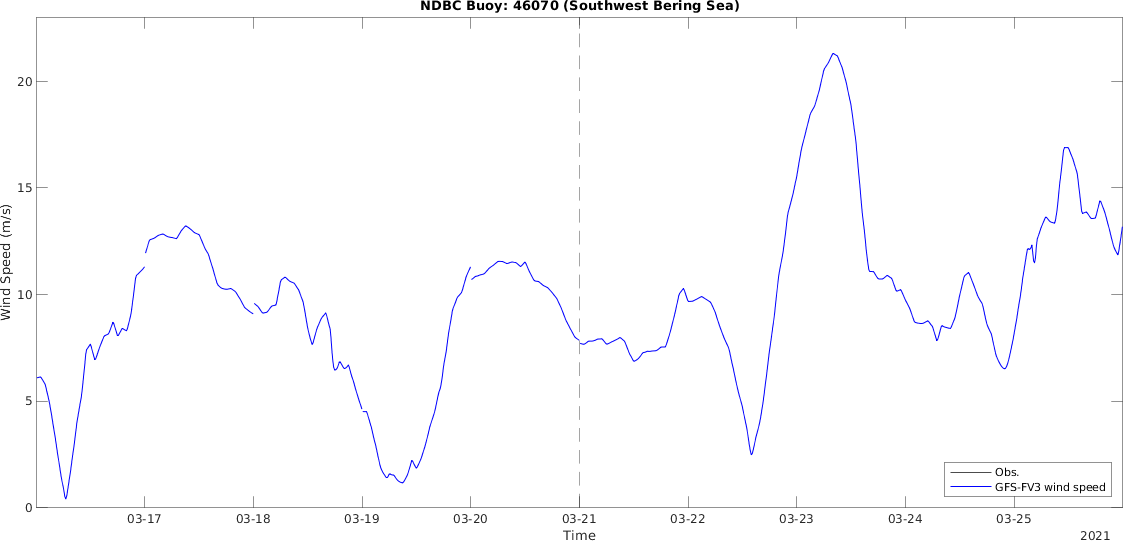 NDBC Buoy: 46070 (Southwest Bering Sea)
Wind Speed (m/s)
20
15
10
5
0
Obs.
GFS-FV3 wind speed
03-17 03-18 03-19 03-20 03-21 03-22 03-23 03-24 03-25
Time
2021